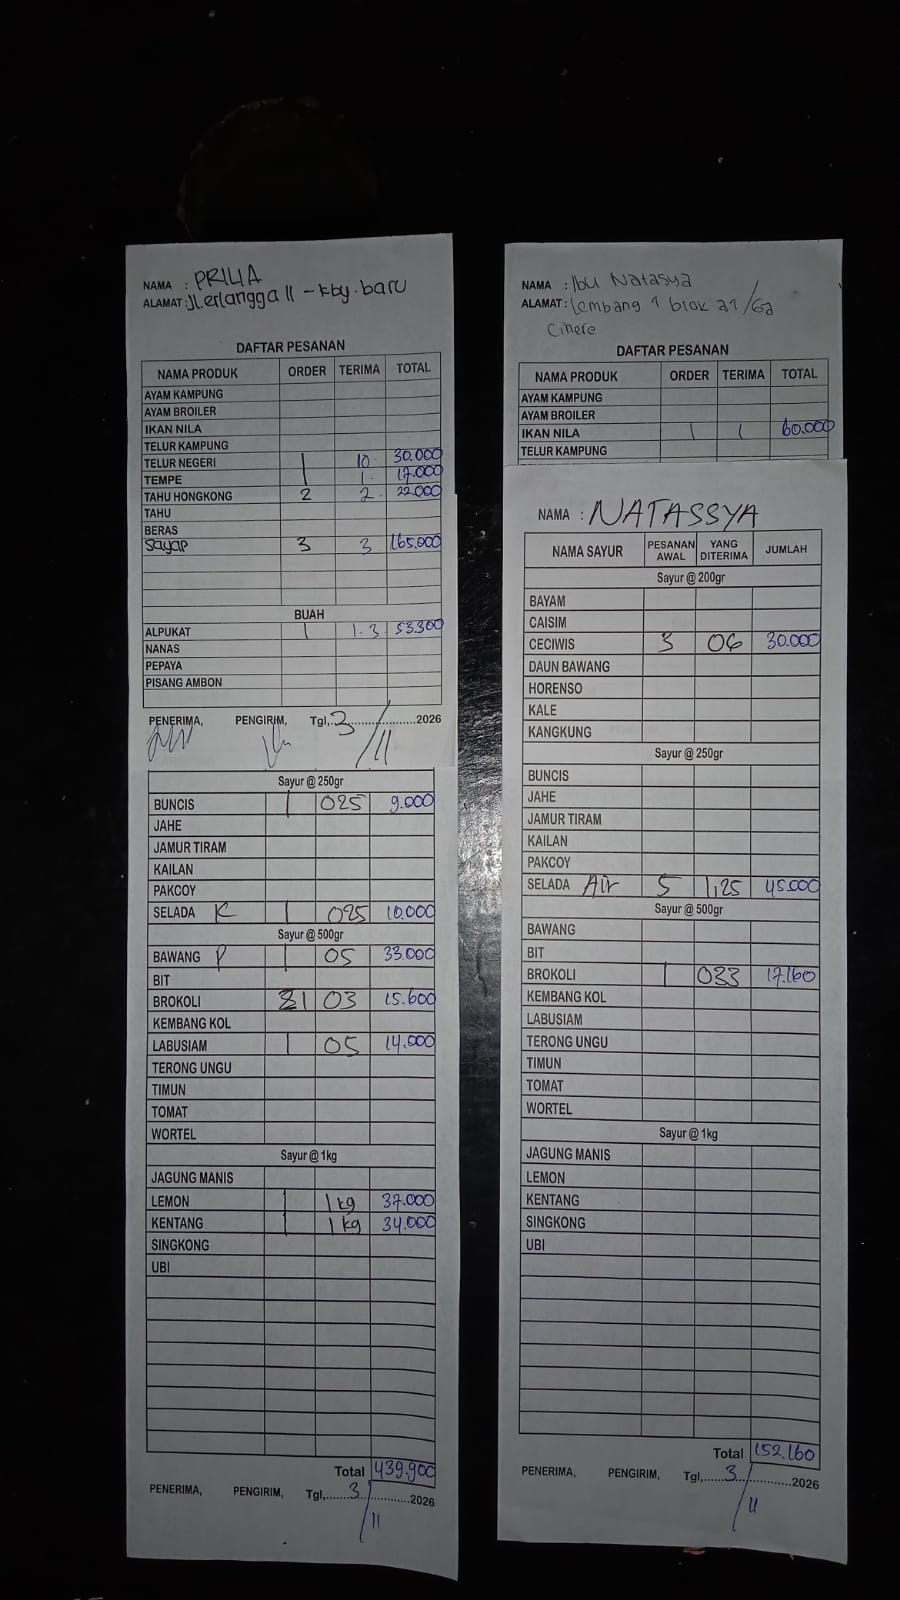 NAMA : PRILIA
ALAMAT : Jl. erlangga II - kby. baru
DAFTAR PESANAN
NAMA PRODUK ORDER TERIMA TOTAL
AYAM KAMPUNG
AYAM BROILER
IKAN NILA
TELUR KAMPUNG
TELUR NEGERI 1 10 30.000
TEMPE 1 1 17.000
TAHU HONGKONG 2 2 22.000
TAHU
BERAS
Sayap 3 3 165.000
BUAH
ALPUKAT 1 1.3 53.300
NANAS
PEPAYA
PISANG AMBON
PENERIMA, PENGIRIM, Tgl, 3/11 2026
Sayur @ 250gr
BUNCIS 1 025 9.000
JAHE
JAMUR TIRAM
KAILAN
PAKCOY
SELADA K 1 025 10.000
Sayur @ 500gr
BAWANG P 1 05 33.000
BIT
BROKOLI 1 03 15.600
KEMBANG KOL
LABUSIAM 1 05 14.000
TERONG UNGU
TIMUN
TOMAT
WORTEL
Sayur @ 1kg
JAGUNG MANIS
LEMON 1 1kg 37.000
KENTANG 1 1kg 34.000
SINGKONG
UBI
Total 439.900
PENERIMA, PENGIRIM, Tgl, 3/11 2026
NAMA : Ibu Natasya
ALAMAT : Lembang 1 blok a1/6a
Cinere
DAFTAR PESANAN
NAMA PRODUK ORDER TERIMA TOTAL
AYAM KAMPUNG
AYAM BROILER
IKAN NILA 1 1 60.000
TELUR KAMPUNG
NAMA : NATASSYA
NAMA SAYUR PESANAN AWAL YANG DITERIMA JUMLAH
Sayur @ 200gr
BAYAM
CAISIM
CECIWIS 3 06 30.000
DAUN BAWANG
HORENSO
KALE
KANGKUNG
Sayur @ 250gr
BUNCIS
JAHE
JAMUR TIRAM
KAILAN
PAKCOY
SELADA Air 5 1,25 45.000
Sayur @ 500gr
BAWANG
BIT
BROKOLI 1 033 17.160
KEMBANG KOL
LABUSIAM
TERONG UNGU
TIMUN
TOMAT
WORTEL
Sayur @ 1kg
JAGUNG MANIS
LEMON
KENTANG
SINGKONG
UBI
Total 152.160
PENERIMA, PENGIRIM, Tgl, 3/11 2026